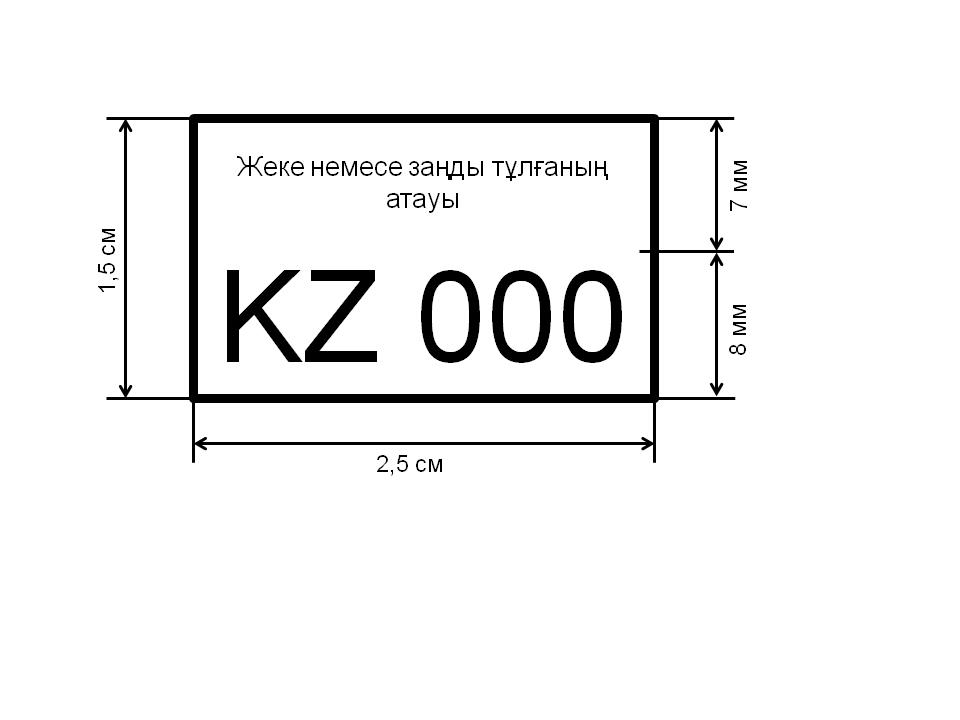 Жеке немесе заңды тұлғаның
атауы
KZ 000
1,5 см
7 мм
8 мм
2,5 см